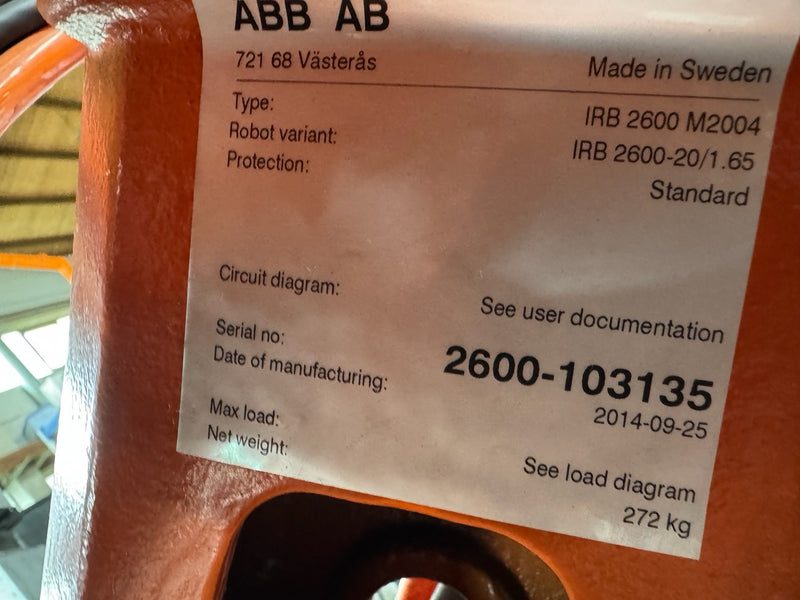 ABB AB
721 68 Västerås
Made in Sweden
Type: IRB 2600 M2004
Robot variant: IRB 2600-20/1.65
Protection: Standard
Circuit diagram: See user documentation
Serial no: 2600-103135
Date of manufacturing: 2014-09-25
Max load: See load diagram
Net weight: 272 kg